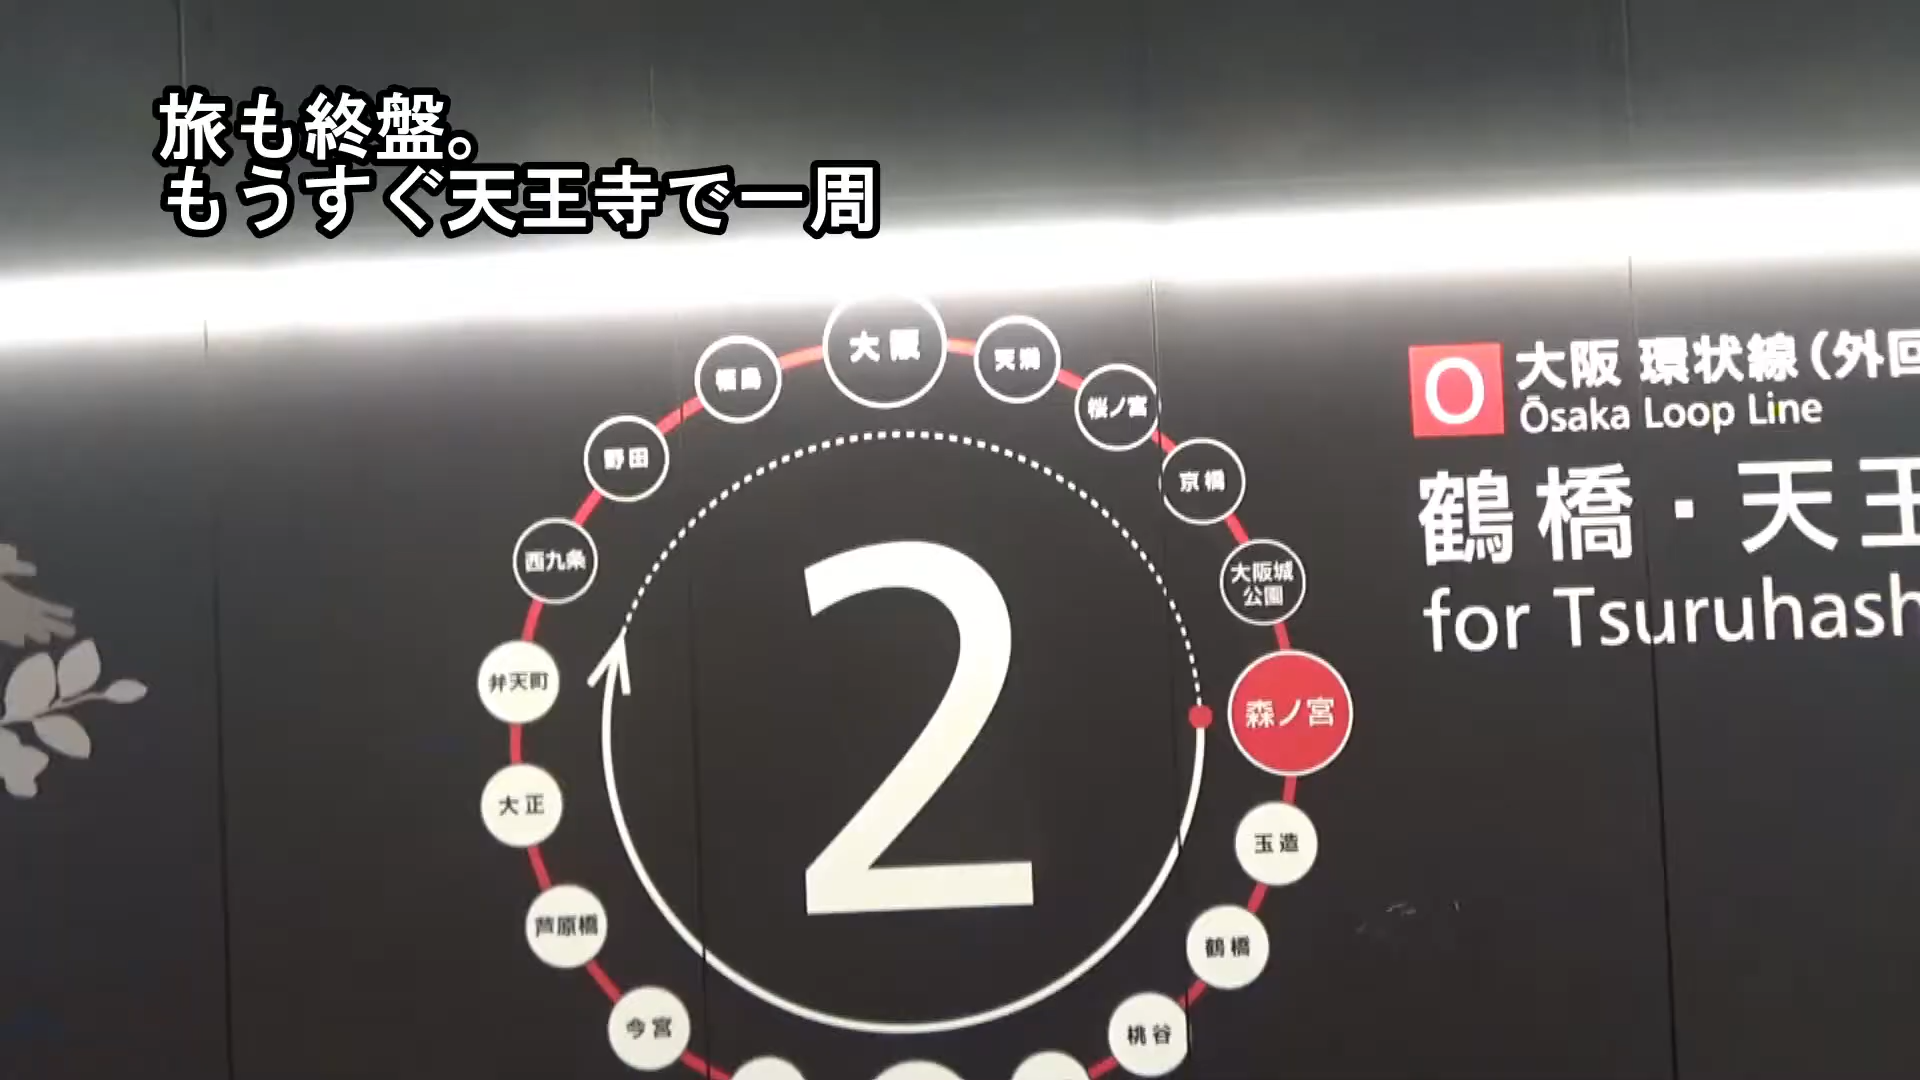 旅も終盤。
もうすぐ天王寺で一周
大阪
天満
桜ノ宮
京橋
大阪城
公園
森ノ宮
玉造
鶴橋
桃谷
今宮
芦原橋
大正
弁天町
西九条
野田
福島
2
O 大阪環状線(外回
Ōsaka Loop Line
鶴橋・天王
for Tsuruhash